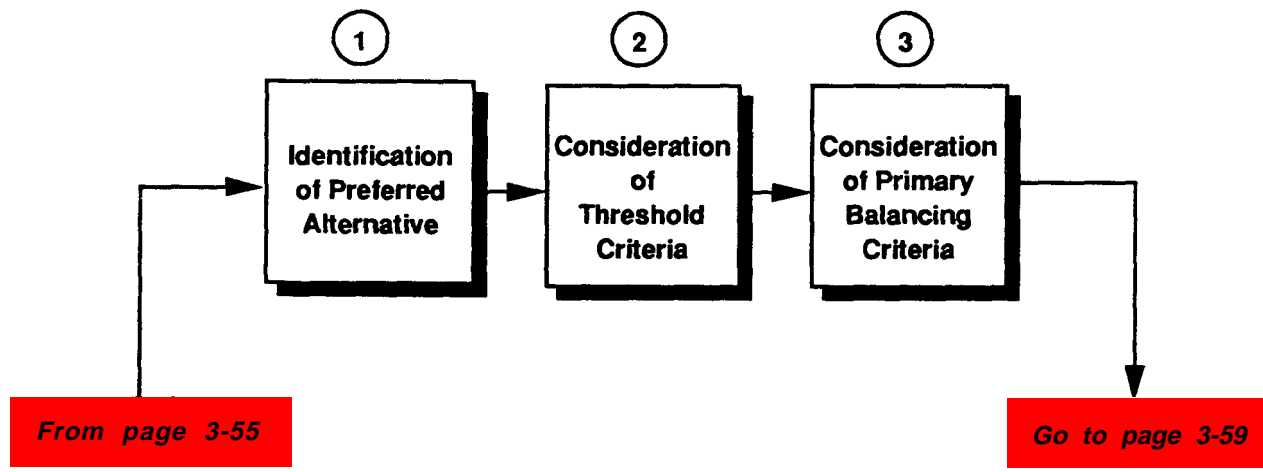 1
2
3
Identification
of Preferred
Alternative
Consideration
of
Threshold
Criteria
Consideration
of Primary
Balancing
Criteria
From page 3-55
Go to page 3-59